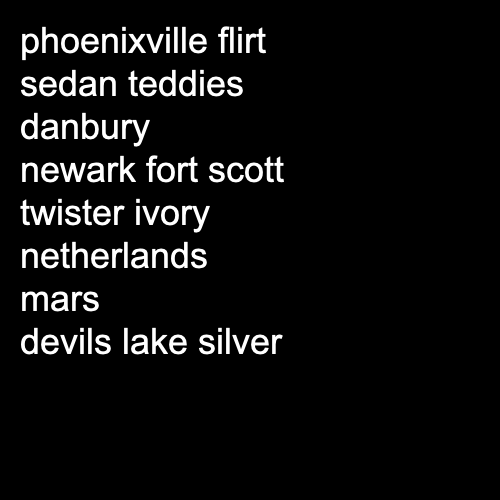 phoenixville flirt
sedan teddies
danbury
newark fort scott
twister ivory
netherlands
mars
devils lake silver